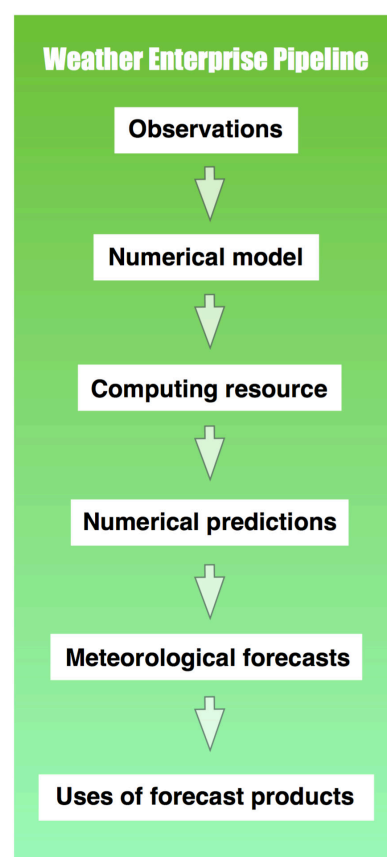 Weather Enterprise Pipeline
Observations
Numerical model
Computing resource
Numerical predictions
Meteorological forecasts
Uses of forecast products